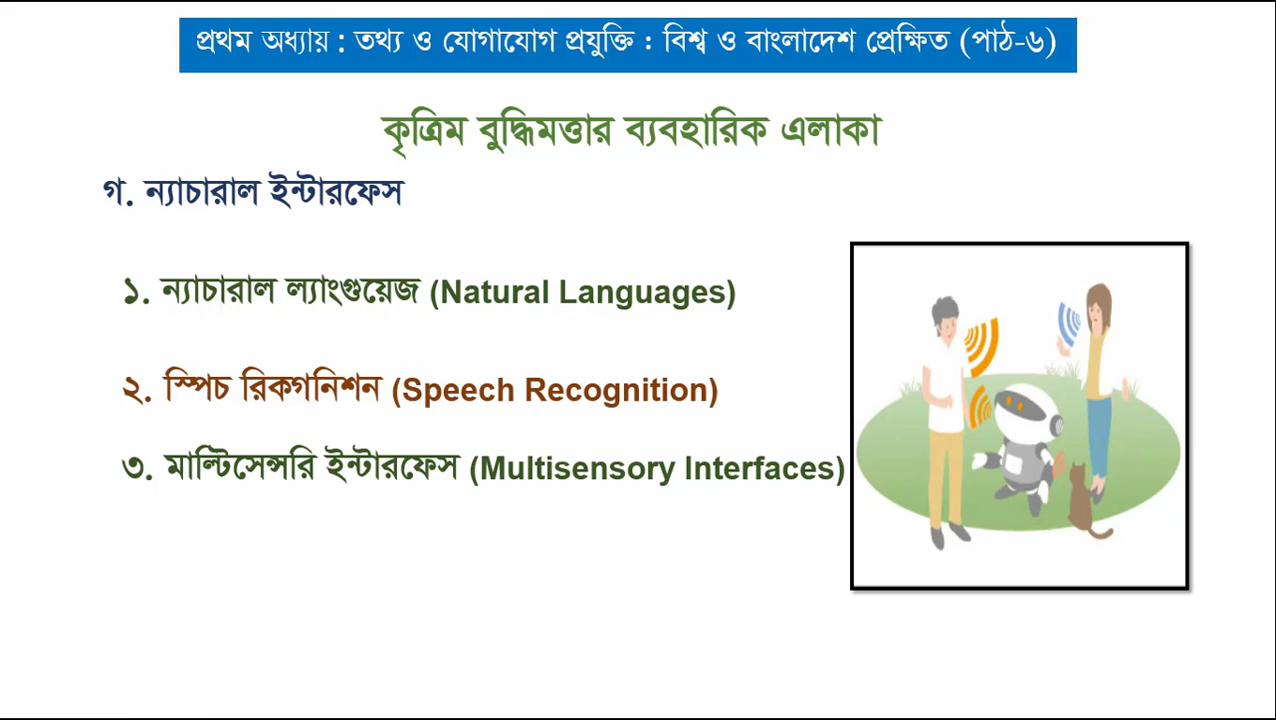 প্রথম অধ্যায় : তথ্য ও যোগাযোগ প্রযুক্তি : বিশ্ব ও বাংলাদেশ প্রেক্ষিত (পাঠ-৬)
কৃত্রিম বুদ্ধিমত্তার ব্যবহারিক এলাকা
গ. ন্যাচারাল ইন্টারফেস
১. ন্যাচারাল ল্যাংগুয়েজ (Natural Languages)
২. স্পিচ রিকগনিশন (Speech Recognition)
৩. মাল্টিসেন্সরি ইন্টারফেস (Multisensory Interfaces)